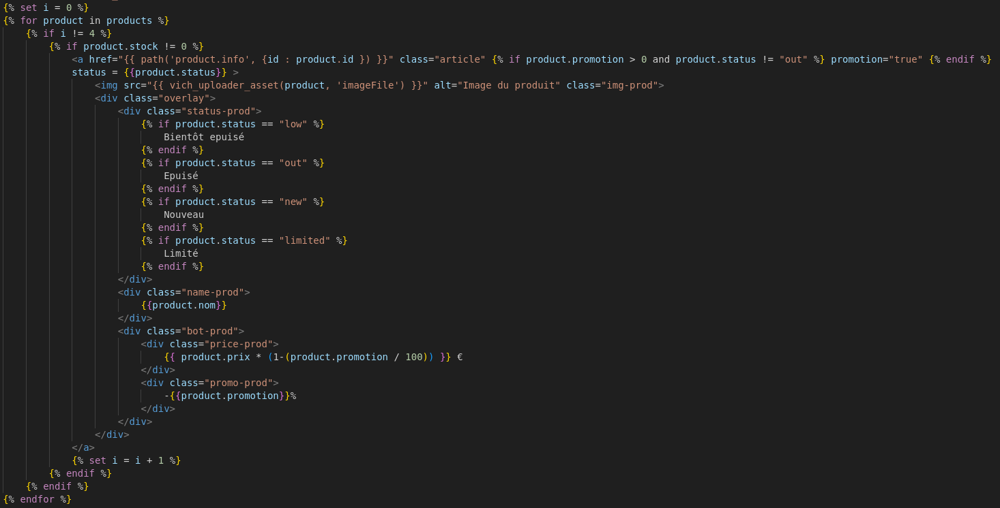 {% set i = 0 %}
{% for product in products %}
{% if i != 4 %}
{% if product.stock != 0 %}
<a href="{{ path('product.info', {id : product.id }) }}" class="article" {% if product.promotion > 0 and product.status != "out" %} promotion="true" {% endif %}
status = {{product.status}} >
<img src="{{ vich_uploader_asset(product, 'imageFile') }}" alt="Image du produit" class="img-prod">
<div class="overlay">
<div class="status-prod">
{% if product.status == "low" %}
Bientôt epuisé
{% endif %}
{% if product.status == "out" %}
Epuisé
{% endif %}
{% if product.status == "new" %}
Nouveau
{% endif %}
{% if product.status == "limited" %}
Limité
{% endif %}
</div>
<div class="name-prod">
{{product.nom}}
</div>
<div class="bot-prod">
<div class="price-prod">
{{ product.prix * (1-(product.promotion / 100)) }} €
</div>
<div class="promo-prod">
-{{product.promotion}}%
</div>
</div>
</div>
</a>
{% set i = i + 1 %}
{% endif %}
{% endif %}
{% endfor %}